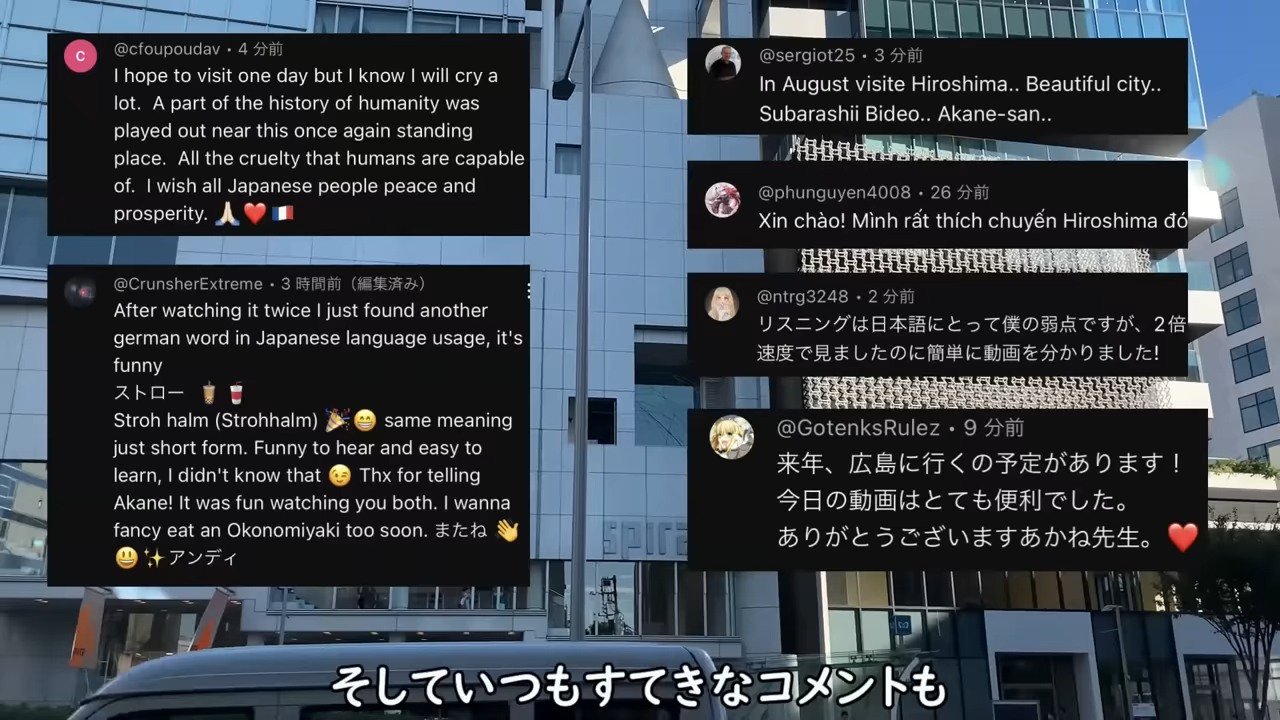 C
@cfoupoudav • 4 分前
I hope to visit one day but I know I will cry a
lot.  A part of the history of humanity was
played out near this once again standing
place.  All the cruelty that humans are capable
of.  I wish all Japanese people peace and
prosperity. 🙏🏻❤️🇫🇷
@CrunsherExtreme • 3 時間前（編集済み）
After watching it twice I just found another
german word in Japanese language usage, it's
funny
ストロー 🧋🥤
Stroh halm (Strohhalm) 🎉😁 same meaning
just short form. Funny to hear and easy to
learn, I didn't know that 😉 Thx for telling
Akane! It was fun watching you both. I wanna
fancy eat an Okonomiyaki too soon. またね 👋
😃✨アンディ
@sergiot25 • 3 分前
In August visite Hiroshima.. Beautiful city..
Subarashii Bideo.. Akane-san..
@phunguyen4008 • 26 分前
Xin chào! Mình rất thích chuyến Hiroshima đó
@ntrg3248 • 2 分前
リスニングは日本語にとって僕の弱点ですが、2倍
速度で見ましたのに簡単に動画を分かりました!
@GotenksRulez • 9 分前
来年、広島に行くの予定があります！
今日の動画はとても便利でした。
ありがとうございますあかね先生。❤️
spiral
そしていつもすてきなコメントも